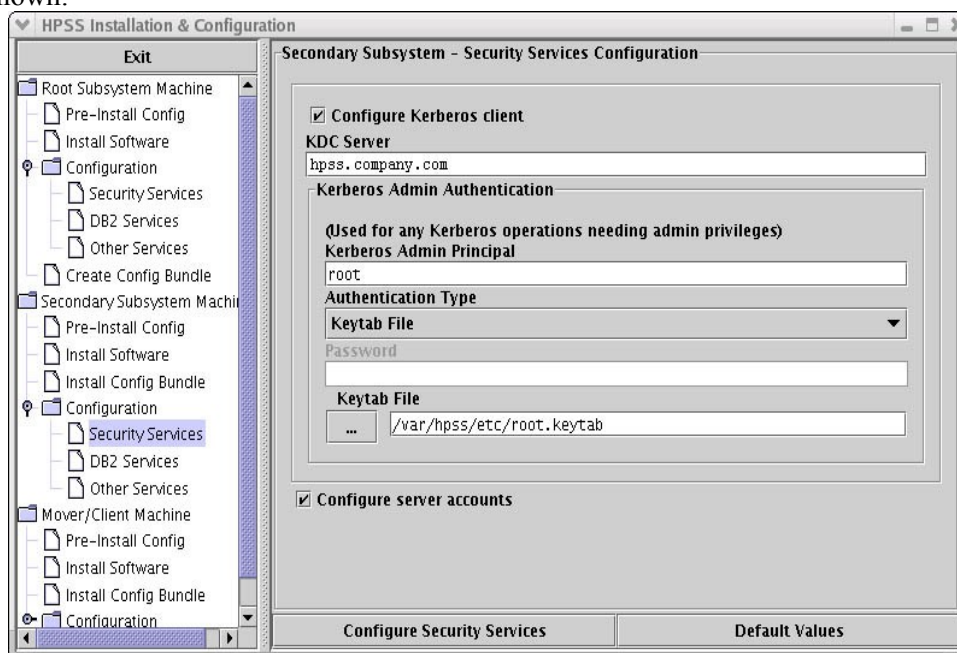 HPSS Installation & Configuration
Exit
Root Subsystem Machine
Pre-Install Config
Install Software
Configuration
Security Services
DB2 Services
Other Services
Create Config Bundle
Secondary Subsystem Machin
Pre-Install Config
Install Software
Install Config Bundle
Configuration
Security Services
DB2 Services
Other Services
Mover/Client Machine
Pre-Install Config
Install Software
Install Config Bundle
Configuration
Secondary Subsystem - Security Services Configuration
Configure Kerberos client
KDC Server
hpss.company.com
Kerberos Admin Authentication
(Used for any Kerberos operations needing admin privileges)
Kerberos Admin Principal
root
Authentication Type
Keytab File
Password
Keytab File
... /var/hpss/etc/root.keytab
Configure server accounts
Configure Security Services Default Values